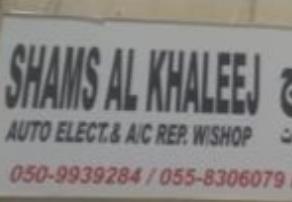 SHAMS AL KHALEEJ
AUTO ELECT.& A/C REP. W/SHOP
050-9939284 / 055-8306079